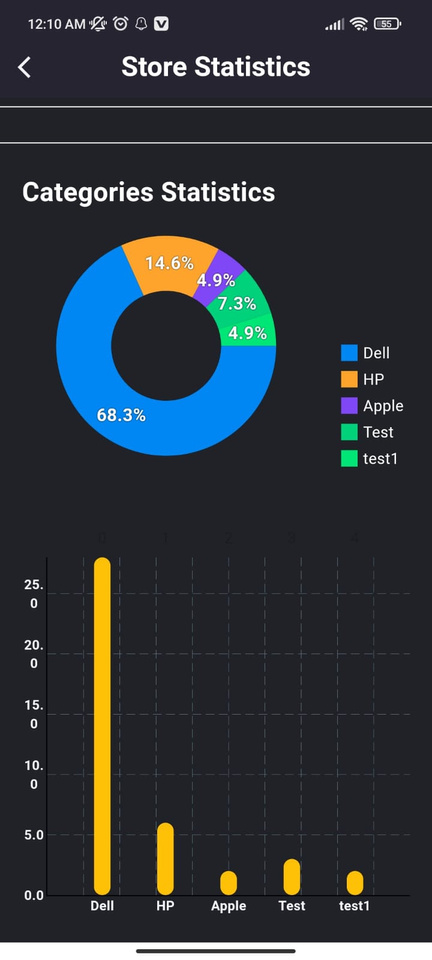 12:10 AM
55
Store Statistics
Categories Statistics
14.6%
4.9%
7.3%
4.9%
68.3%
Dell
HP
Apple
Test
test1
0 1 2 3 4
25.
0
20.
0
15.
0
10.
0
5.0
0.0
Dell HP Apple Test test1